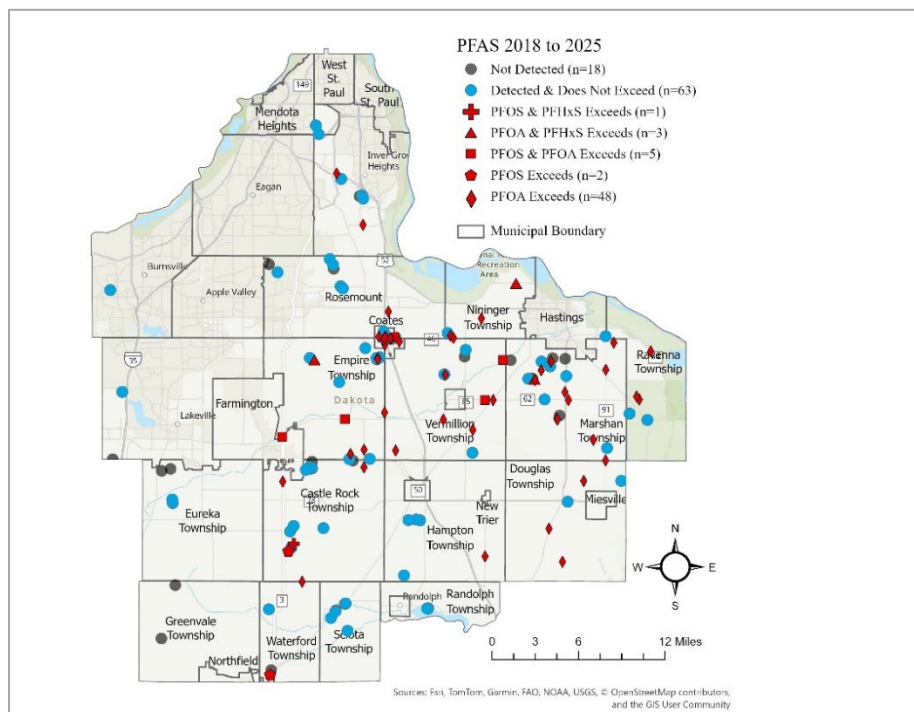 PFAS 2018 to 2025
Not Detected (n=18)
Detected & Does Not Exceed (n=63)
PFOS & PFHxS Exceeds (n=1)
PFOA & PFHxS Exceeds (n=3)
PFOS & PFOA Exceeds (n=5)
PFOS Exceeds (n=2)
PFOA Exceeds (n=48)
Municipal Boundary
West
St.
Paul
South
St. Paul
149
Mendota
Heights
Inver Grove
Heights
Eagan
52
Recreation
Area
Burnsville
Apple Valley
Rosemount
Coates
Nininger
Township
Hastings
46
35
Empire
Township
Ravenna
Township
Dakota
Farmington
Lakeville
85
62
91
Vermillion
Township
Marshan
Township
Douglas
Township
Castle Rock
Township
50
New
Trier
Miesville
Eureka
Township
Hampton
Township
Greenvale
Township
3
Waterford
Township
Sciota
Township
Randolph
Randolph
Township
Northfield
N
W
E
S
0 3 6 12 Miles
Sources: Esri, TomTom, Garmin, FAO, NOAA, USGS, © OpenStreetMap contributors,
and the GIS User Community